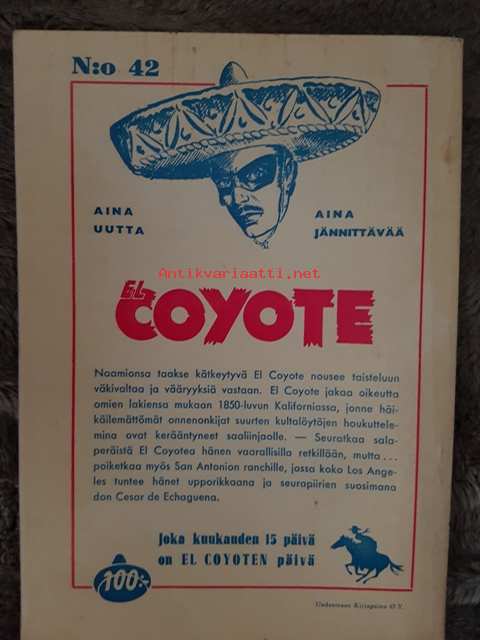 N:o 42
AINA
UUTTA
AINA
JÄNNITTÄVÄÄ
Antikvariaatti.net
EL
COYOTE
Naamionsa taakse kätkeytyvä El Coyote nousee taisteluun
väkivaltaa ja vääryyksiä vastaan. El Coyote jakaa oikeutta
omien lakiensa mukaan 1850-luvun Kaliforniassa, jonne häi-
käilemättömät onnenonkijat suurten kultalöytöjen houkuttele-
mina ovat kerääntyneet saaliinjaolle. — Seuratkaa sala-
peräistä El Coyotea hänen vaarallisilla retkillään, mutta...
poiketkaa myös San Antonion ranchille, jossa koko Los Ange-
les tuntee hänet upporikkaana ja seurapiirien suosimana
don Cesar de Echaguena.
Joka kuukauden 15 päivä
on EL COYOTEN päivä
100:-
Uudenmaan Kirjapaino O.Y.